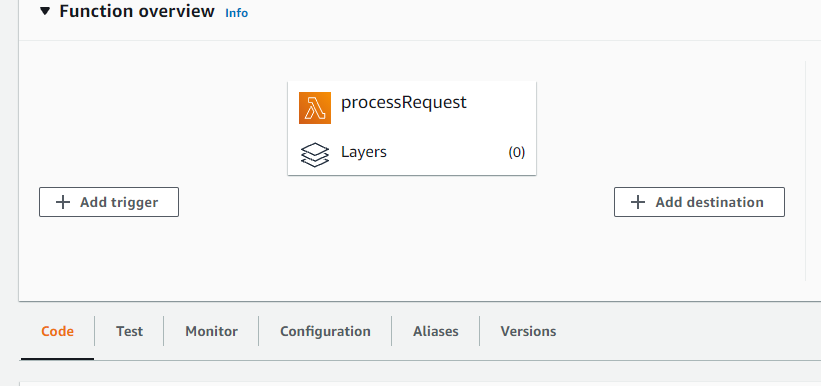 Function overview Info
processRequest
Layers (0)
Add trigger
Add destination
Code Test Monitor Configuration Aliases Versions